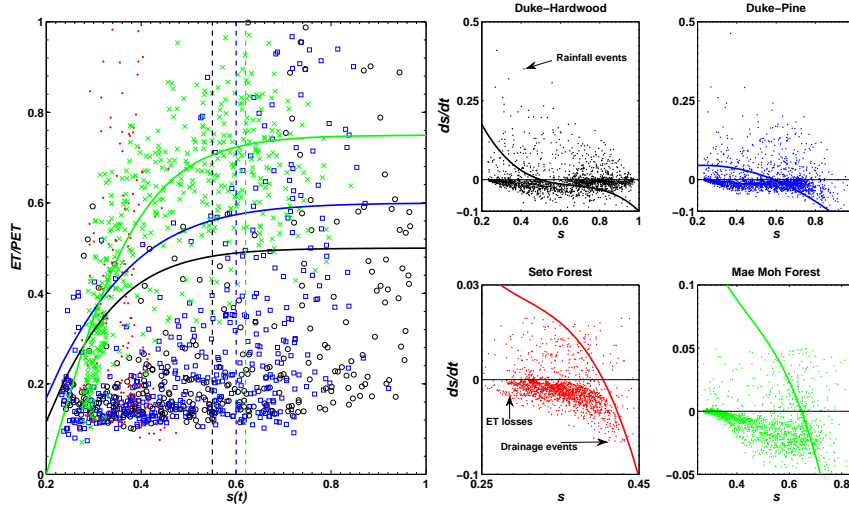 1
0.8
0.6
0.4
0.2
0
ET/PET
0.2 0.4 0.6 0.8 1
s(t)
Duke-Hardwood
0.5
0.25
0
−0.1
ds/dt
Rainfall events
0.2 0.4 0.6 0.8 1
s
Duke-Pine
0.5
0.25
0
−0.1
0.2 0.4 0.6 0.8 1
s
Seto Forest
0.03
0
−0.1
ds/dt
ET losses
Drainage events
0.25 0.45
s
Mae Moh Forest
0.1
0.05
0
−0.05
0.4 0.6 0.8
s